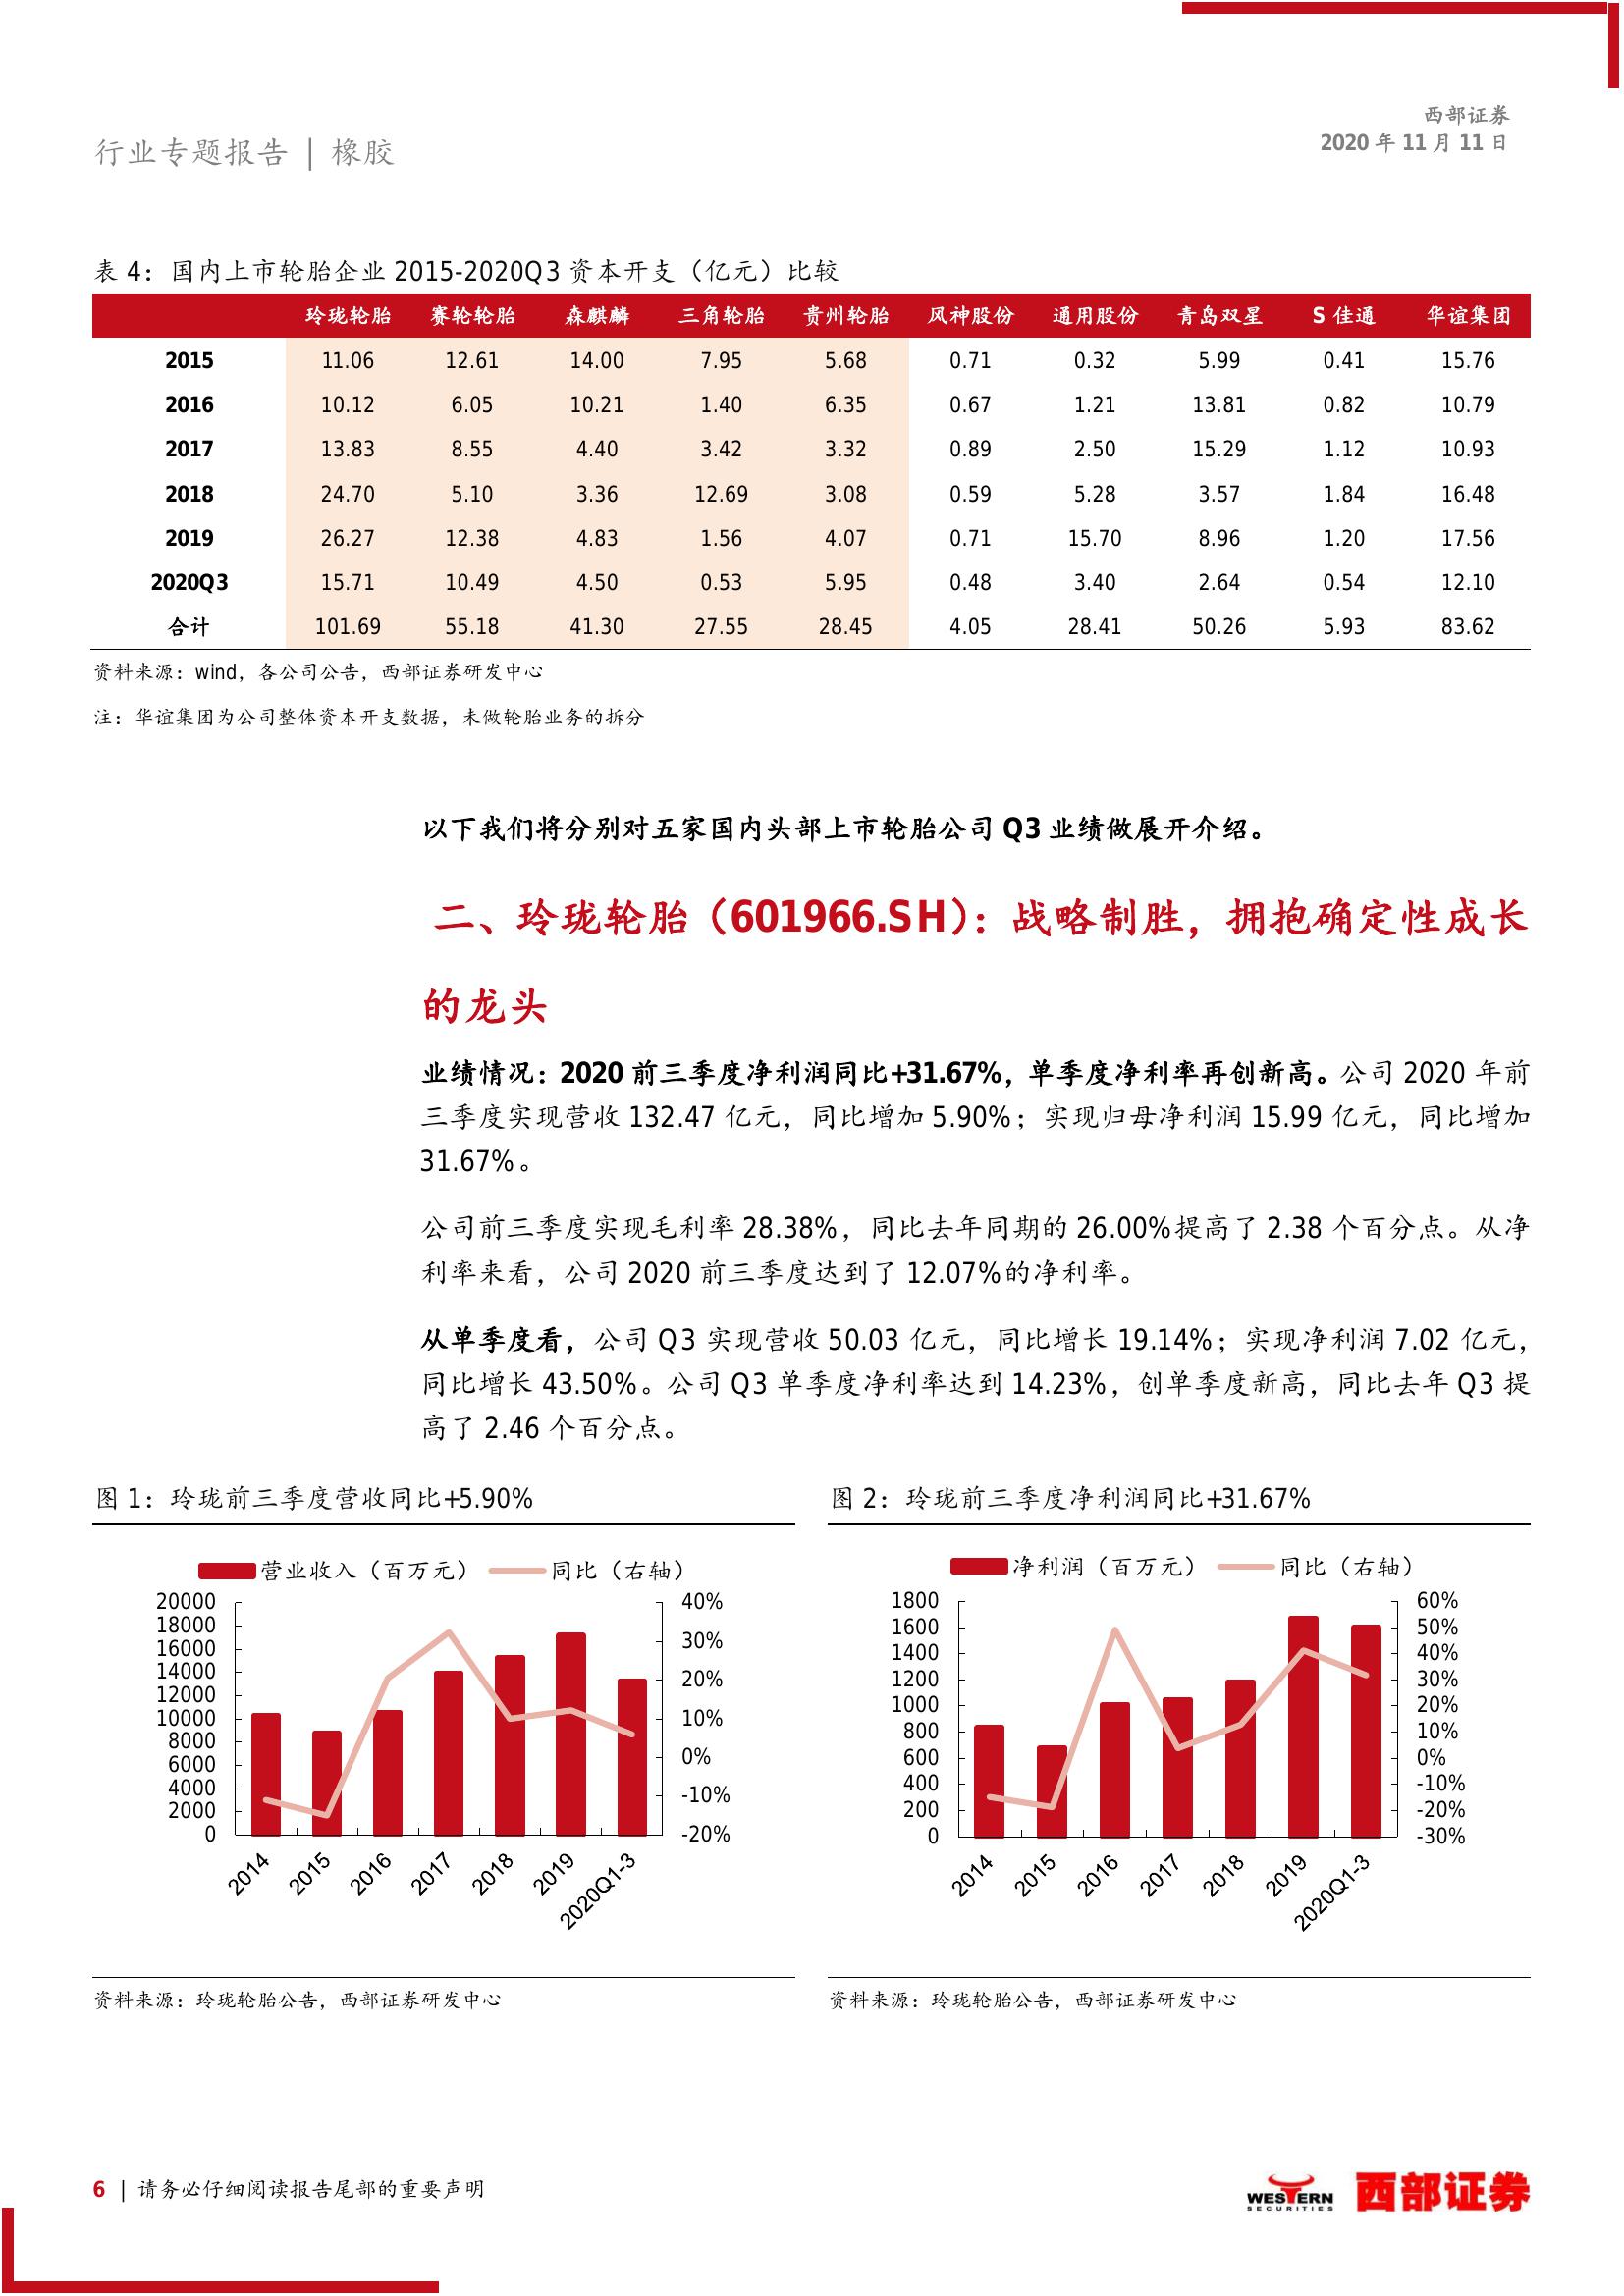 西部证券
行业专题报告 | 橡胶
2020 年 11 月 11 日
表 4：国内上市轮胎企业 2015-2020Q3 资本开支（亿元）比较
玲珑轮胎 赛轮轮胎 森麒麟 三角轮胎 贵州轮胎 风神股份 通用股份 青岛双星 S 佳通 华谊集团
2015 11.06 12.61 14.00 7.95 5.68 0.71 0.32 5.99 0.41 15.76
2016 10.12 6.05 10.21 1.40 6.35 0.67 1.21 13.81 0.82 10.79
2017 13.83 8.55 4.40 3.42 3.32 0.89 2.50 15.29 1.12 10.93
2018 24.70 5.10 3.36 12.69 3.08 0.59 5.28 3.57 1.84 16.48
2019 26.27 12.38 4.83 1.56 4.07 0.71 15.70 8.96 1.20 17.56
2020Q3 15.71 10.49 4.50 0.53 5.95 0.48 3.40 2.64 0.54 12.10
合计 101.69 55.18 41.30 27.55 28.45 4.05 28.41 50.26 5.93 83.62
资料来源：wind，各公司公告，西部证券研发中心
注：华谊集团为公司整体资本开支数据，未做轮胎业务的拆分
以下我们将分别对五家国内头部上市轮胎公司 Q3 业绩做展开介绍。
二、玲珑轮胎（601966.SH）：战略制胜，拥抱确定性成长
的龙头
业绩情况：2020 前三季度净利润同比+31.67%，单季度净利率再创新高。公司 2020 年前
三季度实现营收 132.47 亿元，同比增加 5.90%；实现归母净利润 15.99 亿元，同比增加
31.67%。
公司前三季度实现毛利率 28.38%，同比去年同期的 26.00%提高了 2.38 个百分点。从净
利率来看，公司 2020 前三季度达到了 12.07%的净利率。
从单季度看，公司 Q3 实现营收 50.03 亿元，同比增长 19.14%；实现净利润 7.02 亿元，
同比增长 43.50%。公司 Q3 单季度净利率达到 14.23%，创单季度新高，同比去年 Q3 提
高了 2.46 个百分点。
图 1：玲珑前三季度营收同比+5.90%
营业收入（百万元） 同比（右轴）
20000 40%
18000
16000 30%
14000 20%
12000
10000 10%
8000
6000 0%
4000 -10%
2000
0 -20%
2014 2015 2016 2017 2018 2019 2020Q1-3
资料来源：玲珑轮胎公告，西部证券研发中心
图 2：玲珑前三季度净利润同比+31.67%
净利润（百万元） 同比（右轴）
1800 60%
1600 50%
1400 40%
1200 30%
1000 20%
800 10%
600 0%
400 -10%
200 -20%
0 -30%
2014 2015 2016 2017 2018 2019 2020Q1-3
资料来源：玲珑轮胎公告，西部证券研发中心
6 | 请务必仔细阅读报告尾部的重要声明
WESTERN
SECURITIES
西部证券